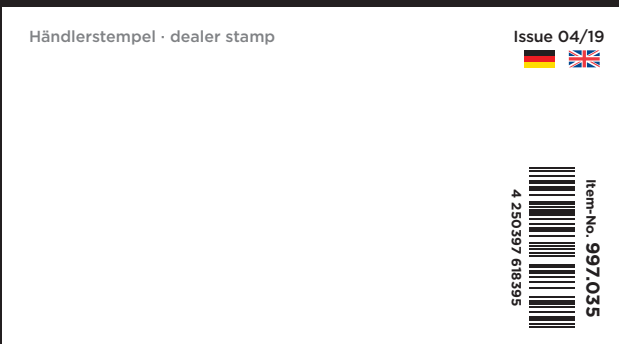 Händlerstempel · dealer stamp
Issue 04/19
Item-No. 997.035
4 250397 618395